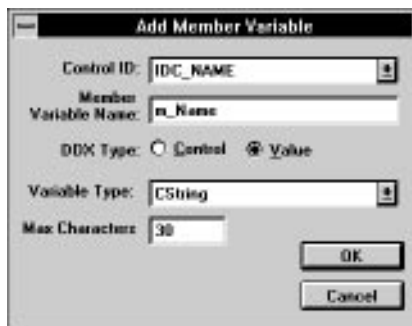 Add Member Variable
Control ID: IDC_NAME
Member
Variable Name: m_Name
DDX Type: Control Value
Variable Type: CString
Max Characters 30
OK
Cancel